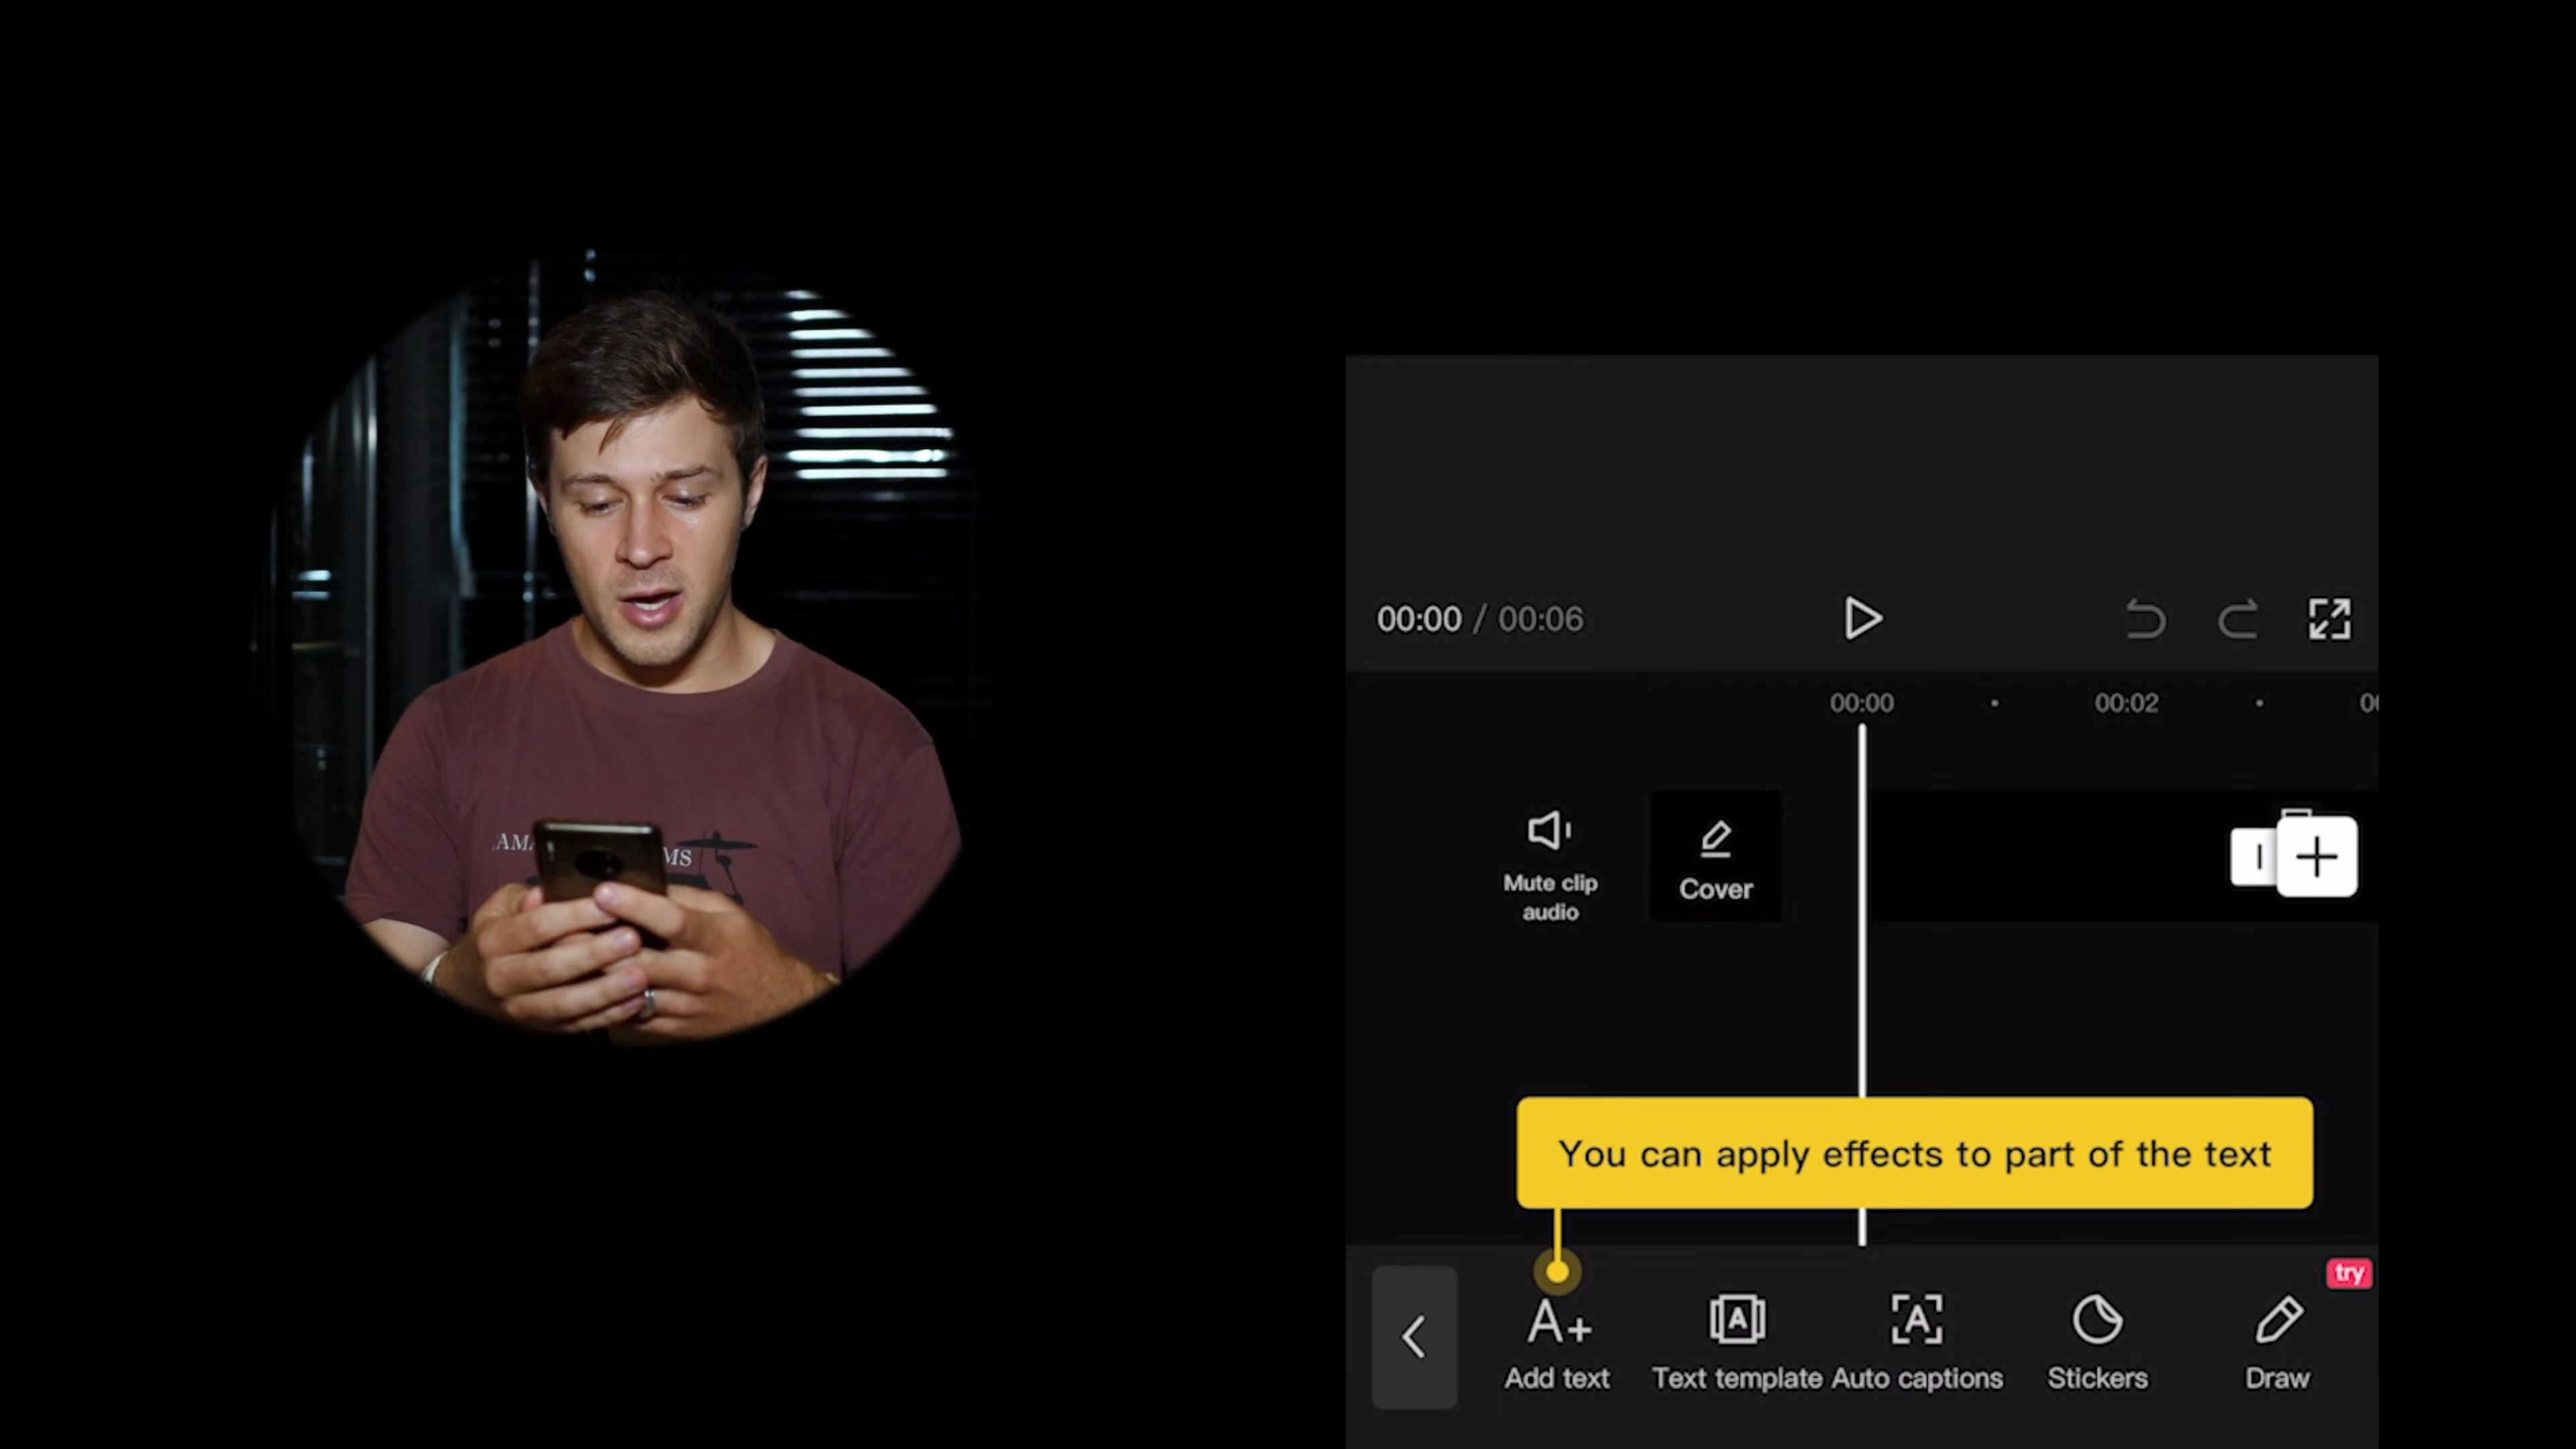 MS
00:00 / 00:06
00:00
00:02
Mute clip
audio
Cover
You can apply effects to part of the text
try
Add text
Text template
Auto captions
Stickers
Draw